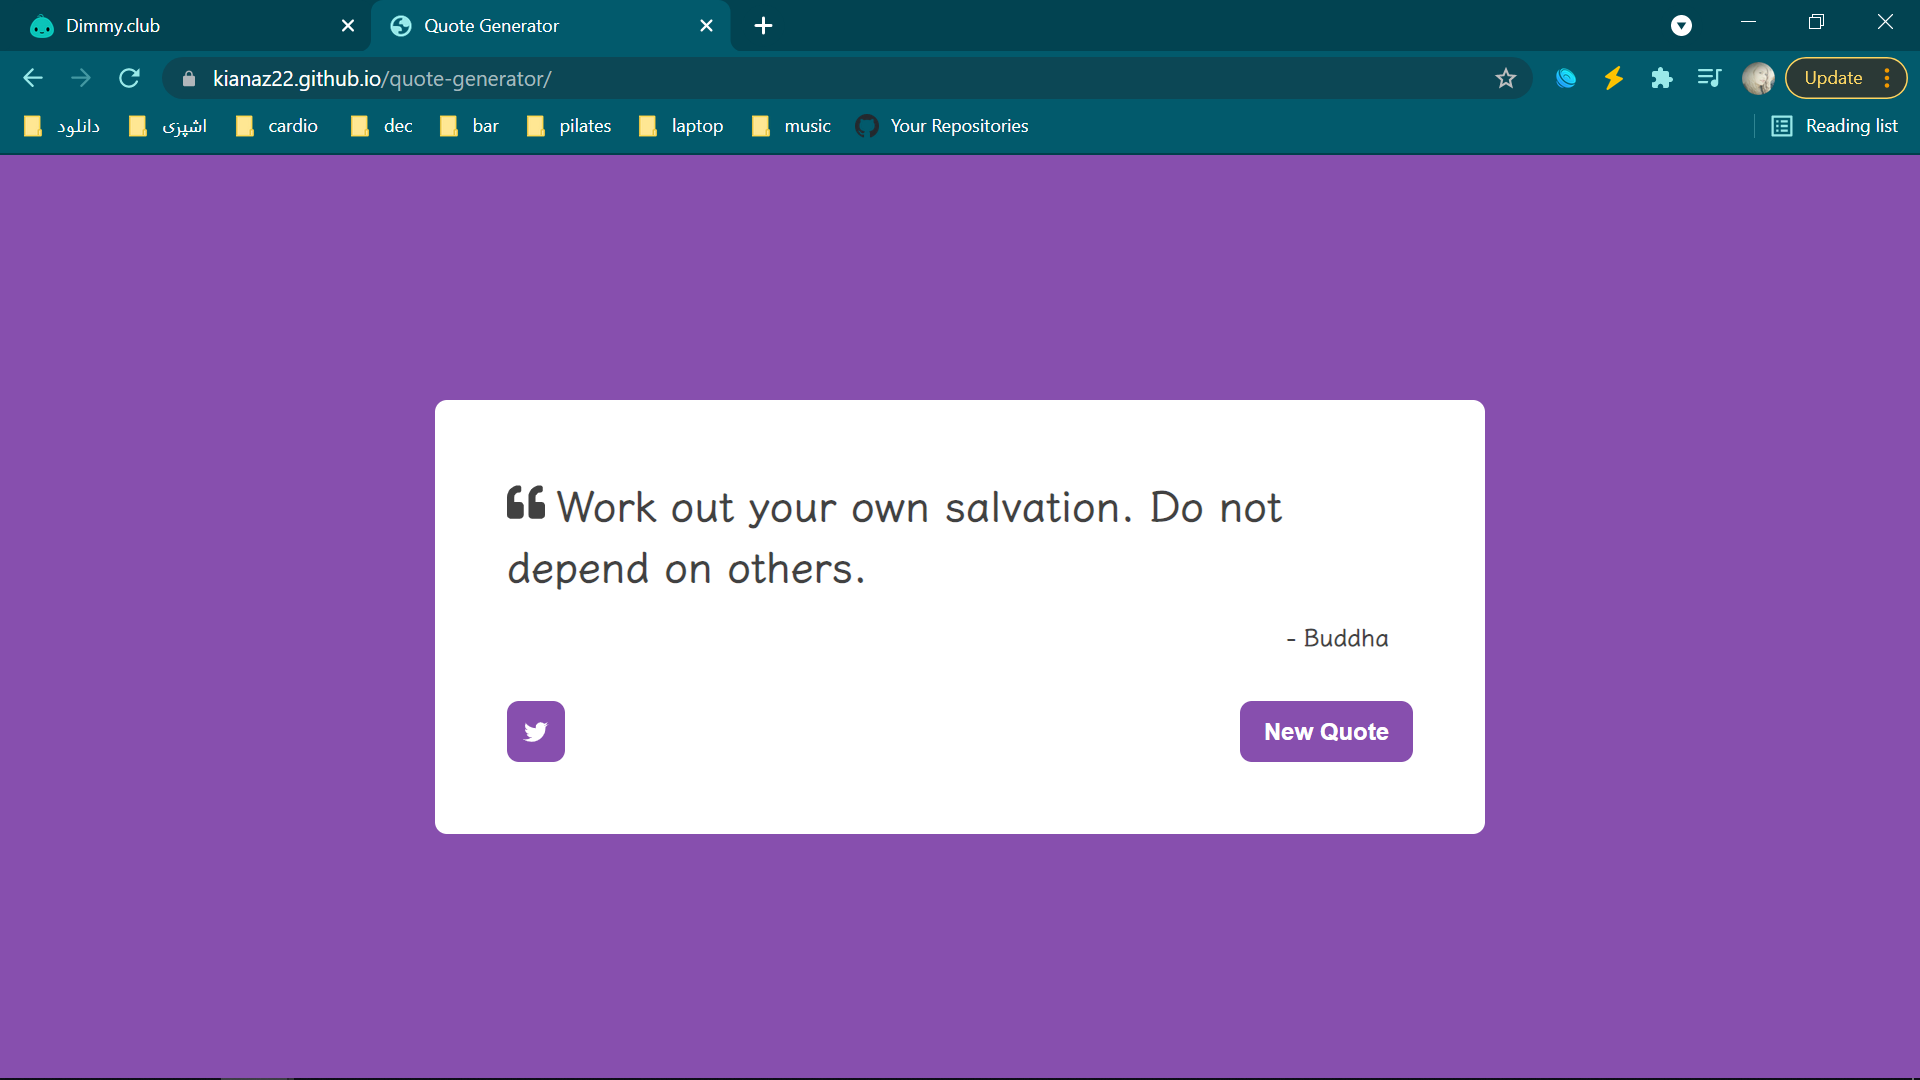 Dimmy.club
Quote Generator
kianaz22.github.io/quote-generator/
Update
دانلود
اشپزی
cardio
dec
bar
pilates
laptop
music
Your Repositories
Reading list
Work out your own salvation. Do not
depend on others.
- Buddha
New Quote